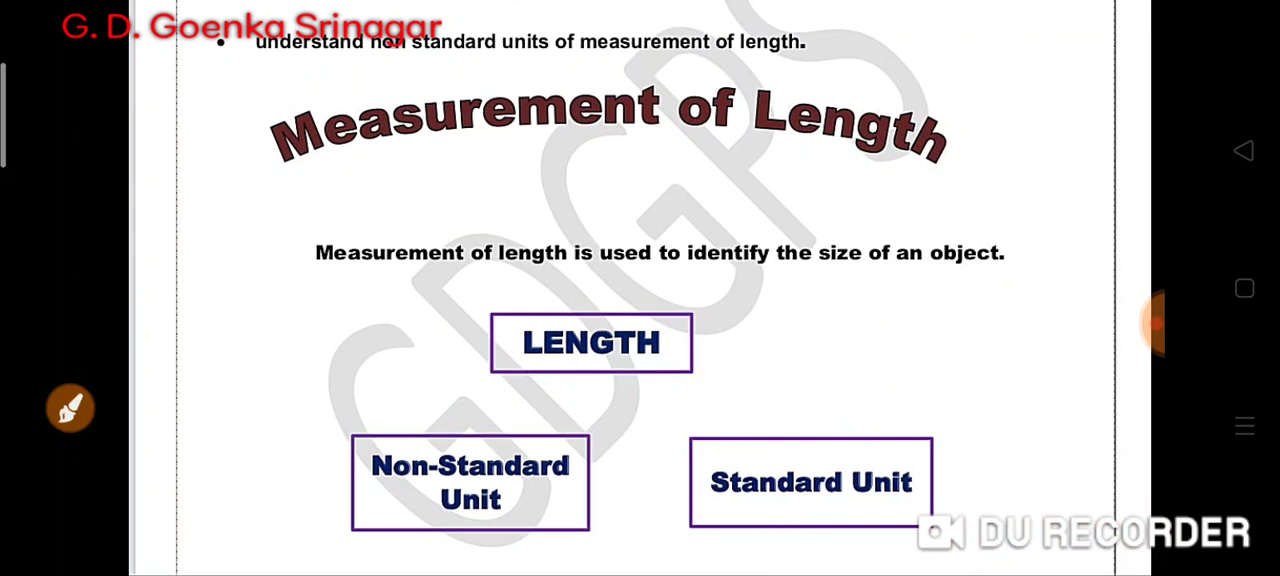 G. D. Goenka Srinagar
• understand non standard units of measurement of length.
Measurement of Length
Measurement of length is used to identify the size of an object.
LENGTH
Non-Standard
Unit
Standard Unit
GDGPS
DU RECORDER